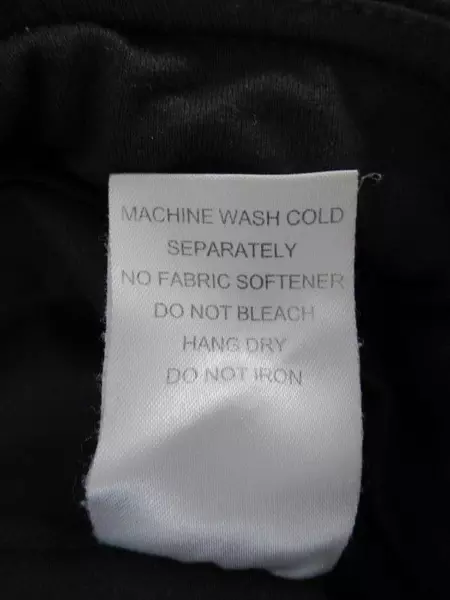 MACHINE WASH COLD
SEPARATELY
NO FABRIC SOFTENER
DO NOT BLEACH
HANG DRY
DO NOT IRON